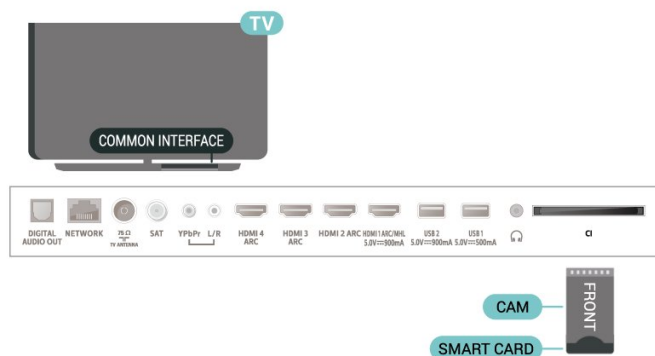 TV
COMMON INTERFACE
DIGITAL
AUDIO OUT
NETWORK
75 Ω
TV ANTENNA
SAT
YPbPr
L/R
HDMI 4
ARC
HDMI 3
ARC
HDMI 2 ARC
HDMI 1 ARC/MHL
5.0V⎓900mA
USB 2
5.0V⎓900mA
USB 1
5.0V⎓500mA
CI
CAM
FRONT
SMART CARD